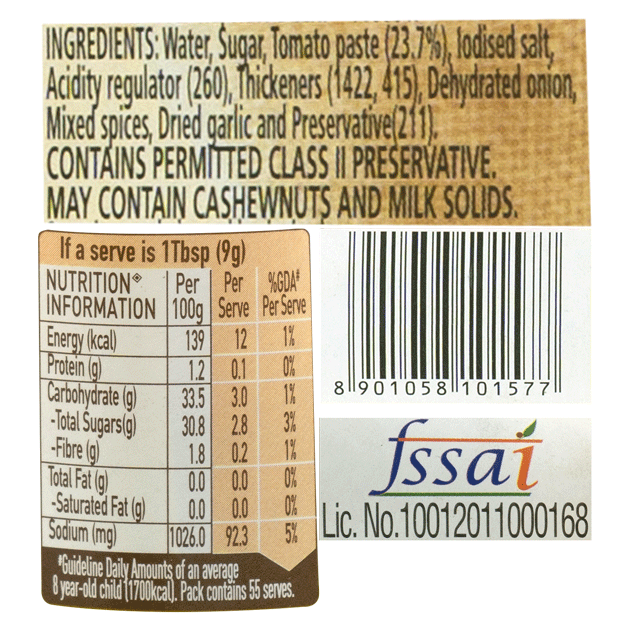 INGREDIENTS: Water, Sugar, Tomato paste (23.7%), Iodised salt,
Acidity regulator (260), Thickeners (1422, 415), Dehydrated onion,
Mixed spices, Dried garlic and Preservative(211).
CONTAINS PERMITTED CLASS II PRESERVATIVE.
MAY CONTAIN CASHEWNUTS AND MILK SOLIDS.
If a serve is 1Tbsp (9g)
NUTRITION◈ INFORMATION Per 100g Per Serve %GDA# Per Serve
Energy (kcal) 139 12 1%
Protein (g) 1.2 0.1 0%
Carbohydrate (g) 33.5 3.0 1%
-Total Sugars(g) 30.8 2.8 3%
-Fibre (g) 1.8 0.2 1%
Total Fat (g) 0.0 0.0 0%
-Saturated Fat (g) 0.0 0.0 0%
Sodium (mg) 1026.0 92.3 5%
#Guideline Daily Amounts of an average
8 year-old child (1700kcal). Pack contains 55 serves.
8 901058 101577
fssai
Lic. No.10012011000168